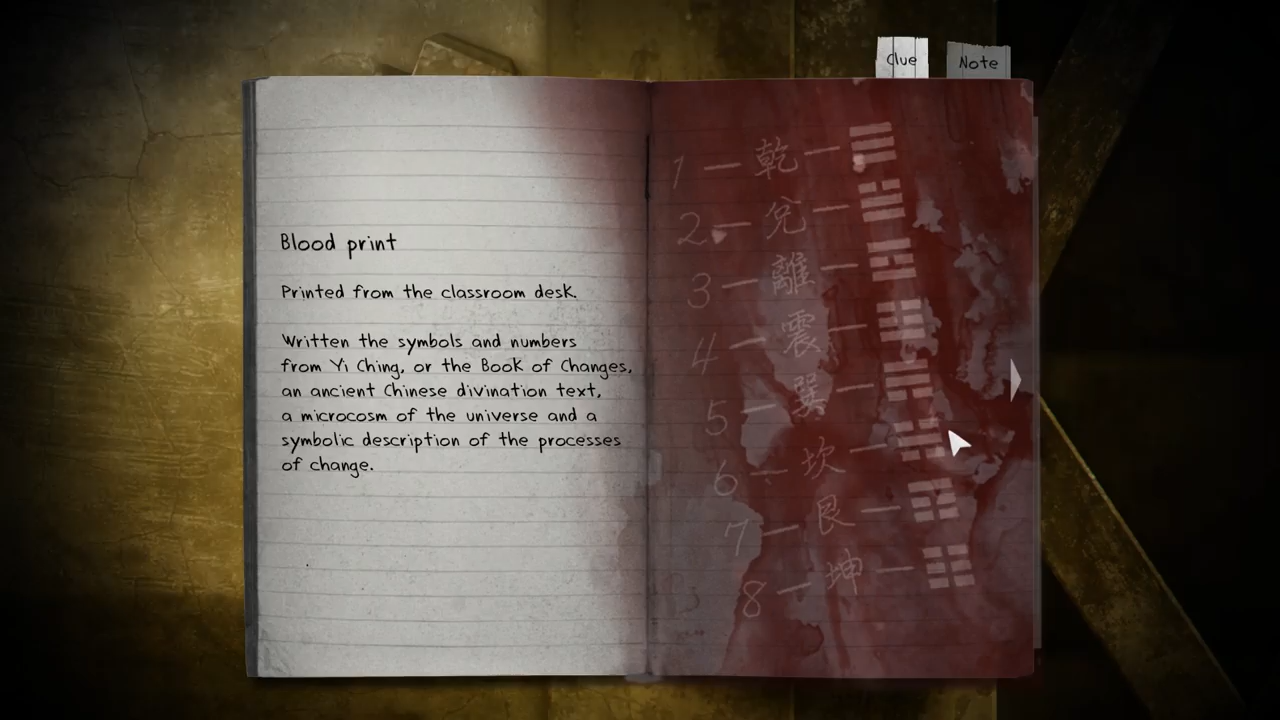 Clue
Note
Blood print
Printed from the classroom desk.
Written the symbols and numbers
from Yi Ching, or the Book of Changes,
an ancient Chinese divination text,
a microcosm of the universe and a
symbolic description of the processes
of change.
1 — 乾 — ☰
2 — 兌 — ☱
3 — 離 — ☲
4 — 震 — ☳
5 — 巽 — ☴
6 — 坎 — ☵
7 — 艮 — ☶
8 — 坤 — ☷